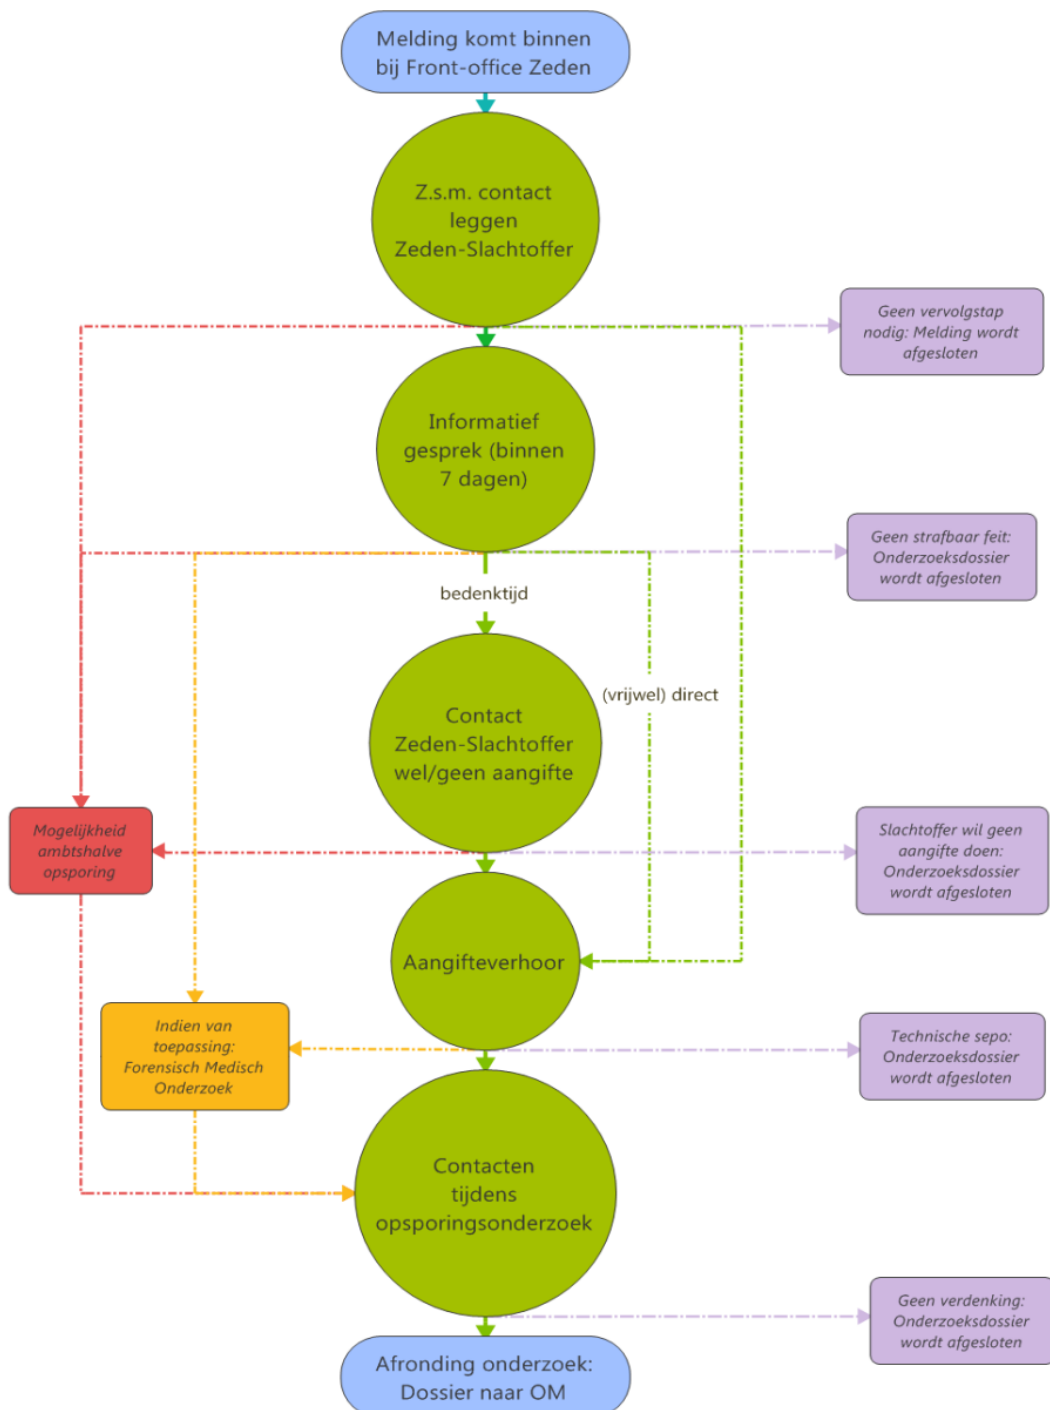 Melding komt binnen
bij Front-office Zeden
Z.s.m. contact
leggen
Zeden-Slachtoffer
Geen vervolgstap
nodig: Melding wordt
afgesloten
Informatief
gesprek (binnen
7 dagen)
Geen strafbaar feit:
Onderzoeksdossier
wordt afgesloten
bedenktijd
(vrijwel) direct
Contact
Zeden-Slachtoffer
wel/geen aangifte
Mogelijkheid
ambtshalve
opsporing
Slachtoffer wil geen
aangifte doen:
Onderzoeksdossier
wordt afgesloten
Aangifteverhoor
Indien van
toepassing:
Forensisch Medisch
Onderzoek
Technische sepo:
Onderzoeksdossier
wordt afgesloten
Contacten
tijdens
opsporingsonderzoek
Geen verdenking:
Onderzoeksdossier
wordt afgesloten
Afronding onderzoek:
Dossier naar OM